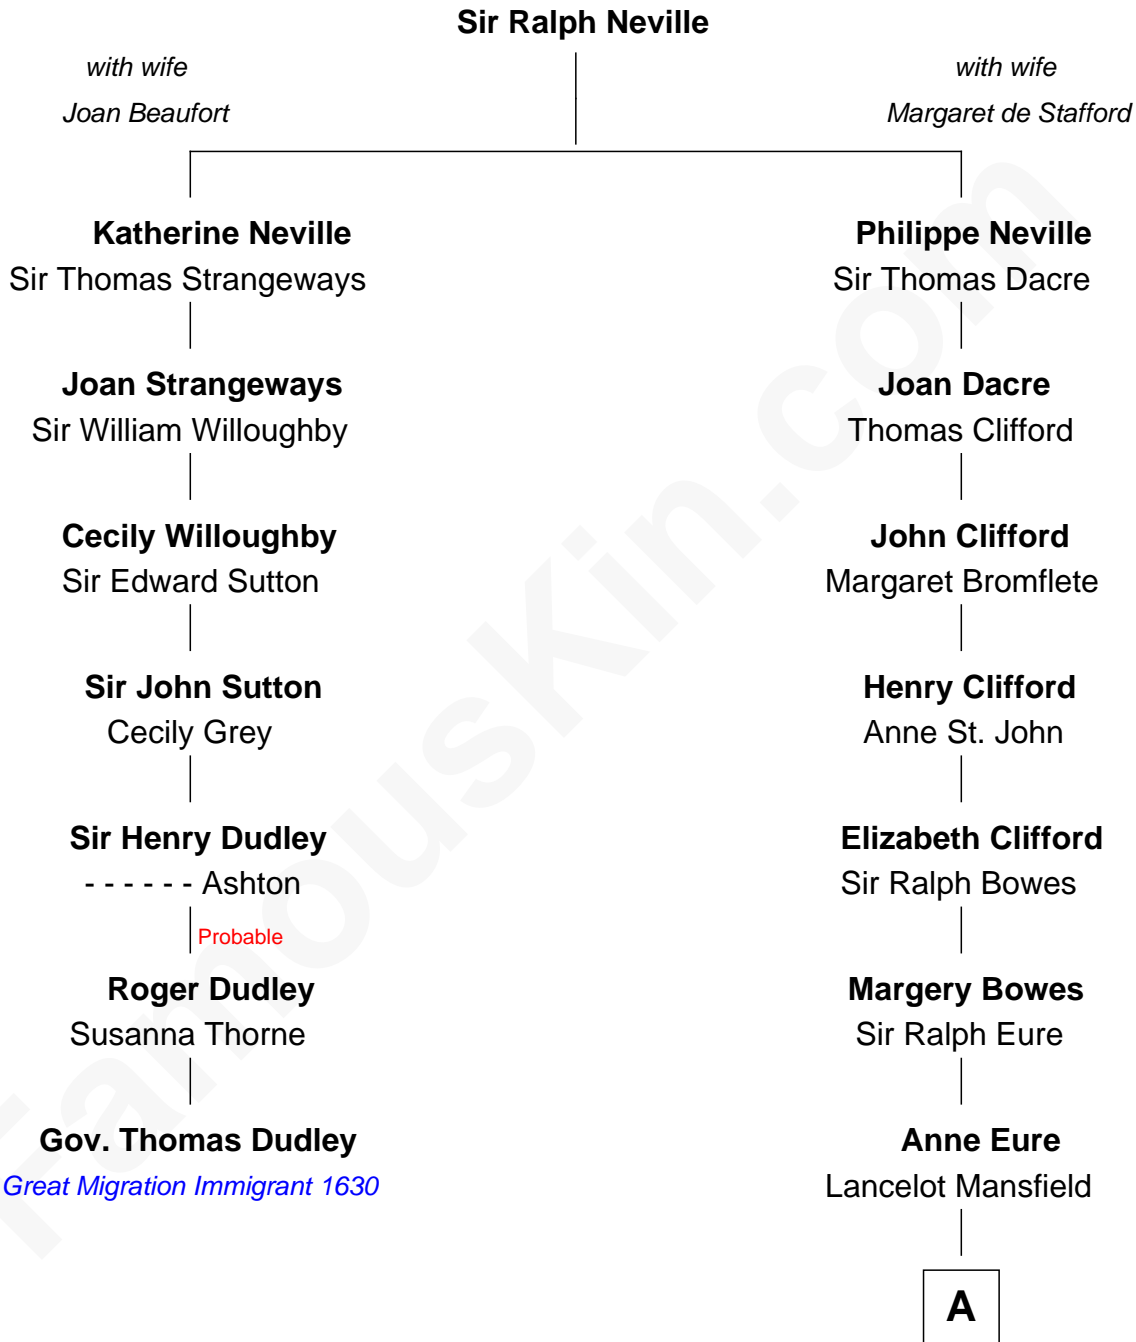 Sir Ralph Neville
with wife
Joan Beaufort
with wife
Margaret de Stafford
Katherine Neville
Sir Thomas Strangeways
Philippe Neville
Sir Thomas Dacre
Joan Strangeways
Sir William Willoughby
Joan Dacre
Thomas Clifford
Cecily Willoughby
Sir Edward Sutton
John Clifford
Margaret Bromflete
Sir John Sutton
Cecily Grey
Henry Clifford
Anne St. John
Sir Henry Dudley
- - - - - - Ashton
Elizabeth Clifford
Sir Ralph Bowes
Probable
Roger Dudley
Susanna Thorne
Margery Bowes
Sir Ralph Eure
Gov. Thomas Dudley
Great Migration Immigrant 1630
Anne Eure
Lancelot Mansfield
A
FamousKin.com